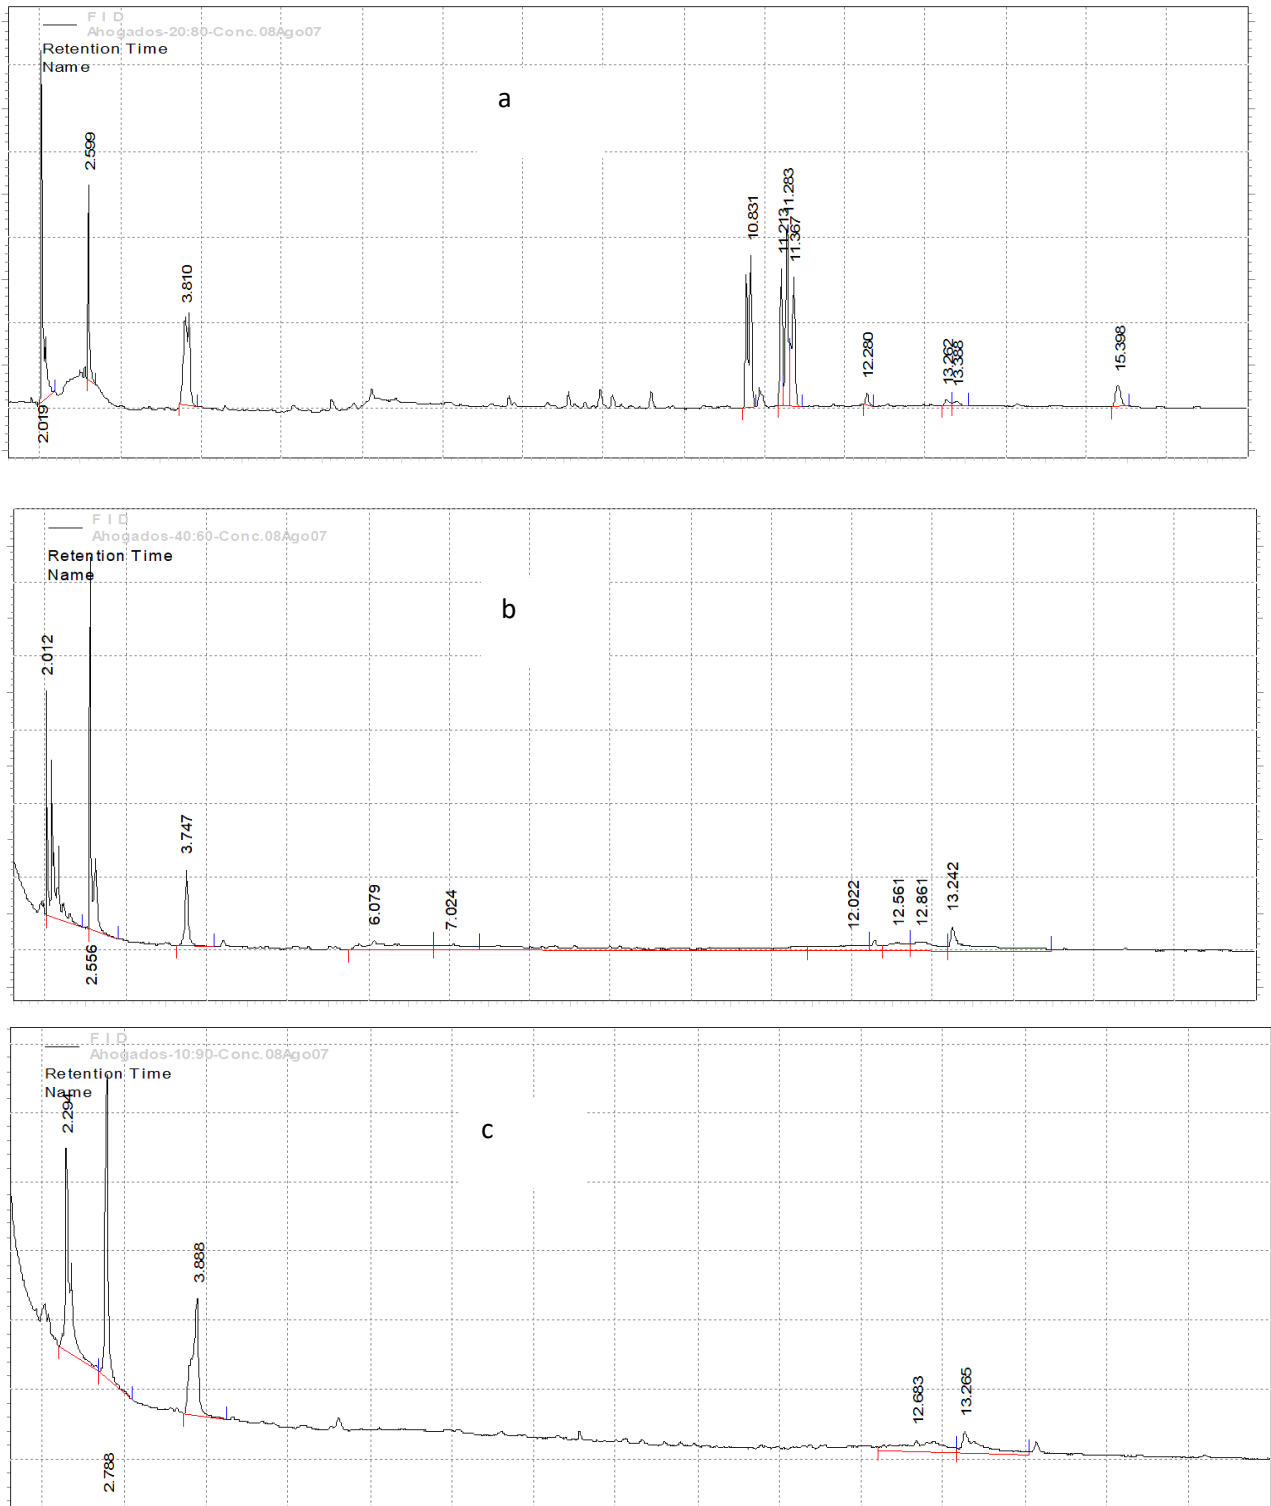 F I D
Ahogados-20:80-Conc.08Ago07
Retention Time
Name
a
2.019
2.599
3.810
10.831
11.213
11.283
11.367
12.280
13.262
13.388
15.398
F I D
Ahogados-40:60-Conc.08Ago07
Retention Time
Name
b
2.012
2.556
3.747
6.079
7.024
12.022
12.561
12.861
13.242
F I D
Ahogados-10:90-Conc.08Ago07
Retention Time
Name
c
2.294
2.788
3.888
12.683
13.265